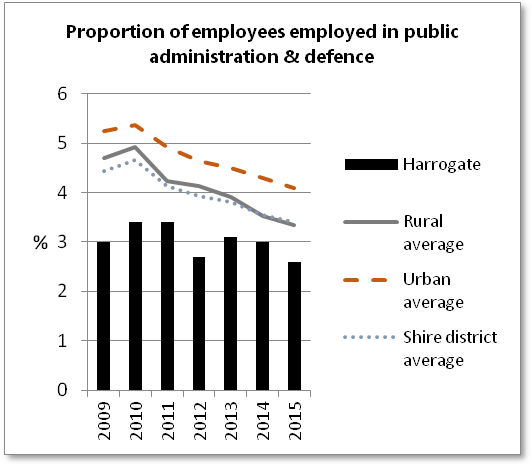 Proportion of employees employed in public
administration & defence
6
5
4
3
2
1
0
%
2009
2010
2011
2012
2013
2014
2015
Harrogate
Rural
average
Urban
average
Shire district
average